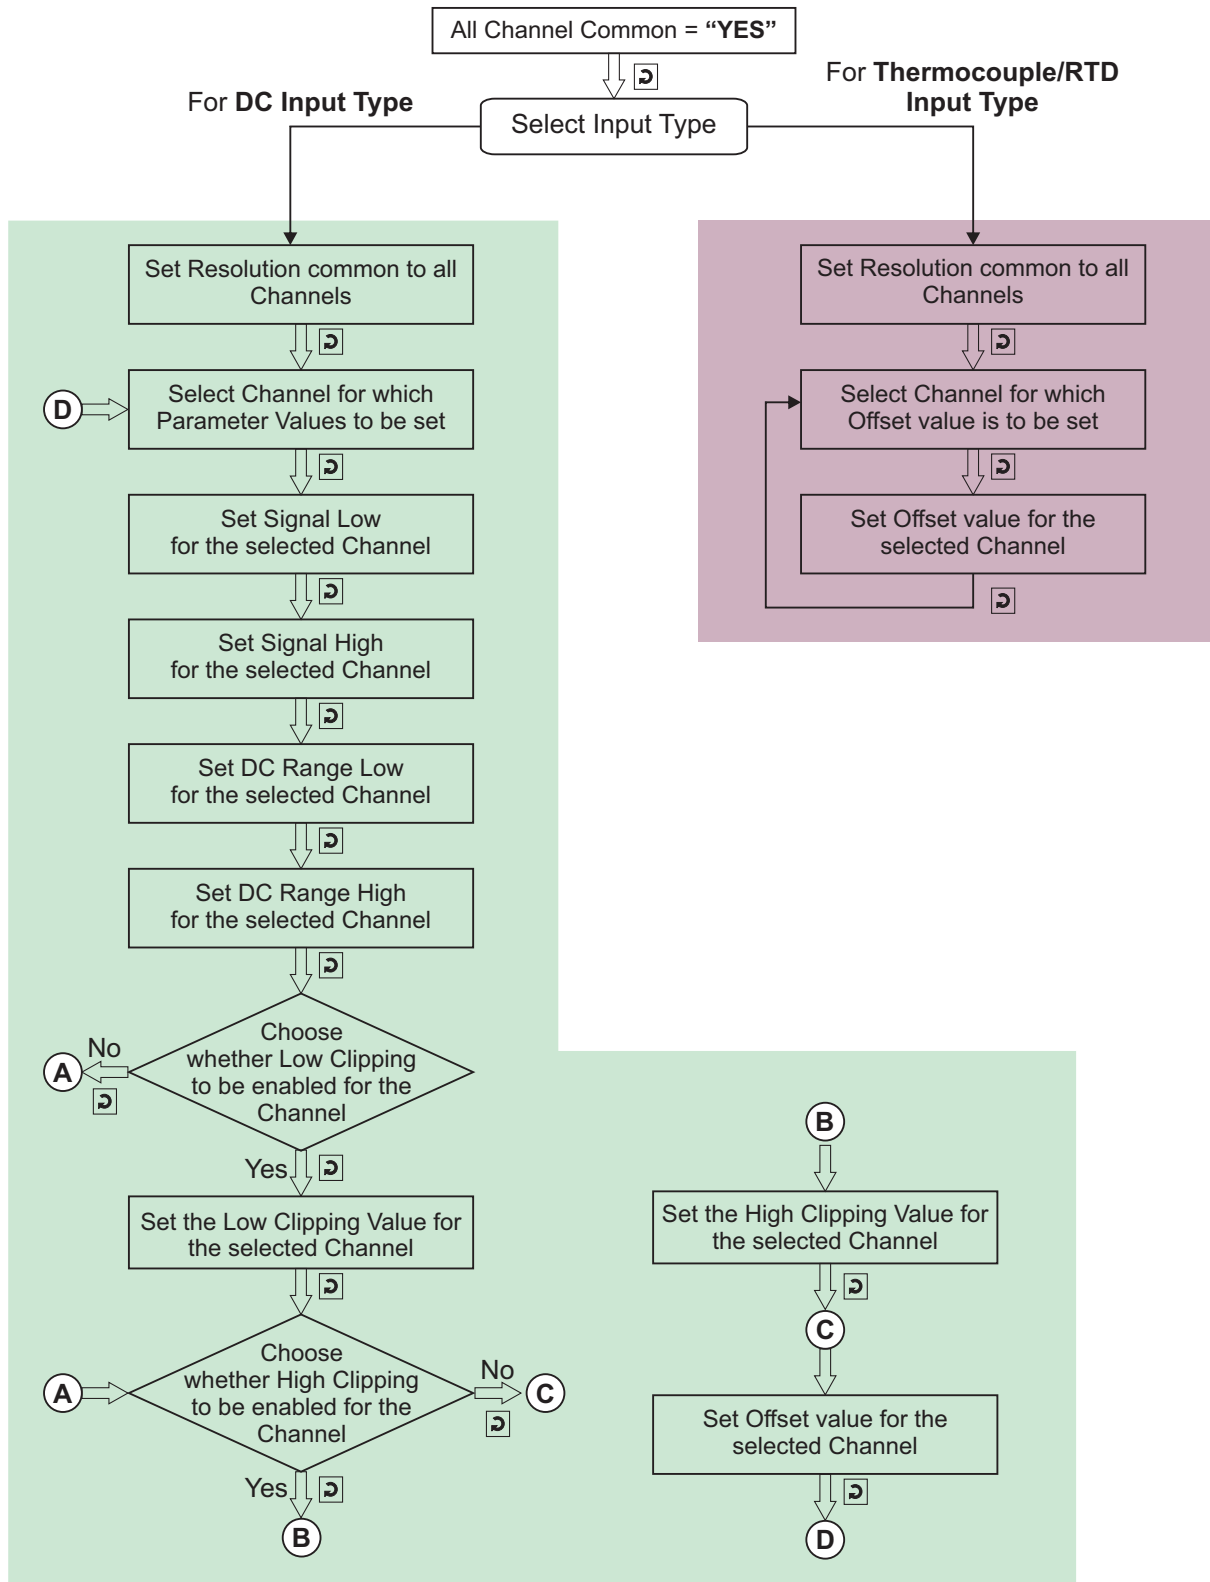 All Channel Common = “YES”
For DC Input Type
For Thermocouple/RTD
Input Type
Select Input Type
Set Resolution common to all
Channels
D
Select Channel for which
Parameter Values to be set
Set Signal Low
for the selected Channel
Set Signal High
for the selected Channel
Set DC Range Low
for the selected Channel
Set DC Range High
for the selected Channel
Choose
whether Low Clipping
to be enabled for the
Channel
No
A
Yes
Set the Low Clipping Value for
the selected Channel
A
Choose
whether High Clipping
to be enabled for the
Channel
No
C
Yes
B
Set Resolution common to all
Channels
Select Channel for which
Offset value is to be set
Set Offset value for the
selected Channel
B
Set the High Clipping Value for
the selected Channel
C
Set Offset value for the
selected Channel
D